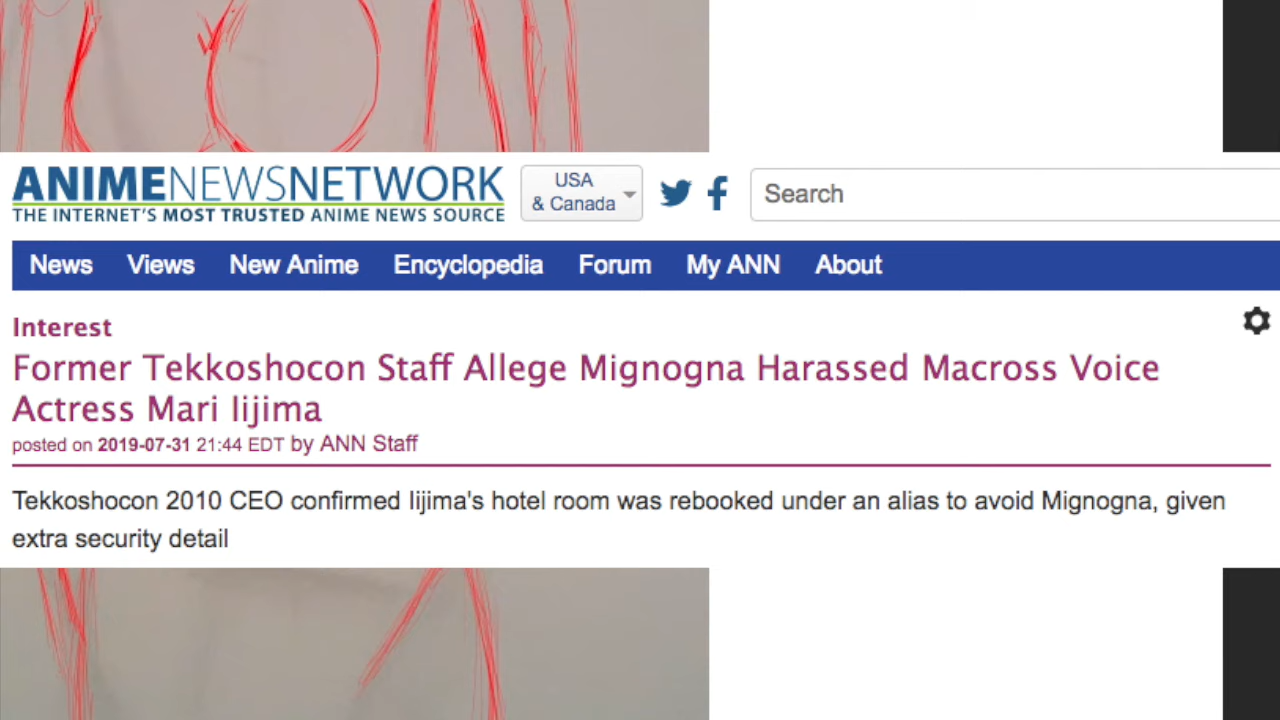 ANIMENEWSNETWORK
THE INTERNET'S MOST TRUSTED ANIME NEWS SOURCE
USA
& Canada
Search
News Views New Anime Encyclopedia Forum My ANN About
Interest
Former Tekkoshocon Staff Allege Mignogna Harassed Macross Voice
Actress Mari Iijima
posted on 2019-07-31 21:44 EDT by ANN Staff
Tekkoshocon 2010 CEO confirmed Iijima's hotel room was rebooked under an alias to avoid Mignogna, given
extra security detail